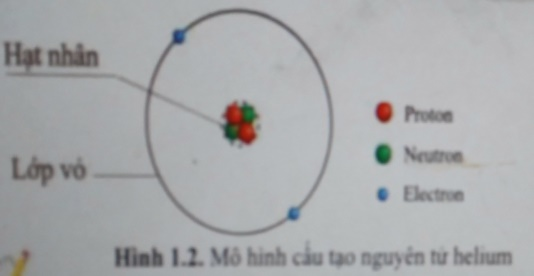 Hạt nhân
Lớp vỏ
Proton
Neutron
Electron
Hình 1.2. Mô hình cấu tạo nguyên tử helium